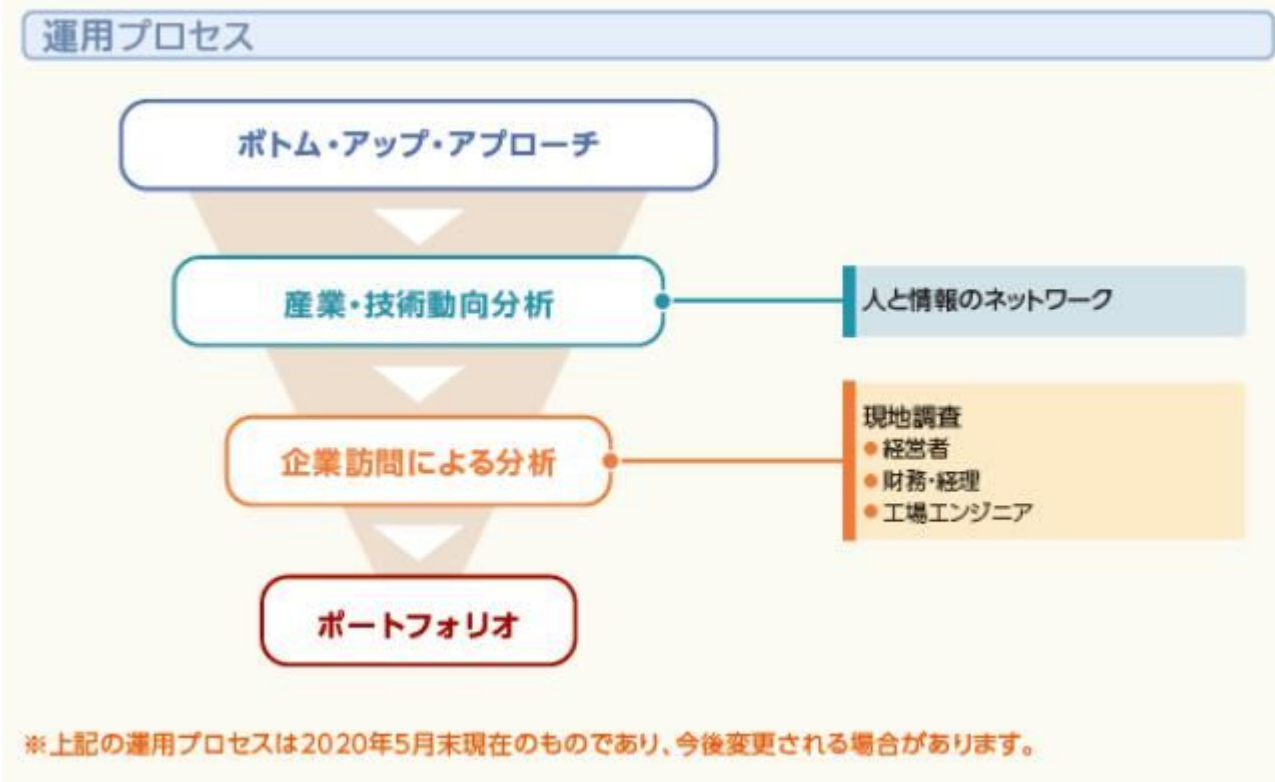 運用プロセス
ボトム・アップ・アプローチ
産業・技術動向分析
人と情報のネットワーク
企業訪問による分析
現地調査
●経営者
●財務・経理
●工場エンジニア
ポートフォリオ
※上記の運用プロセスは2020年5月末現在のものであり、今後変更される場合があります。